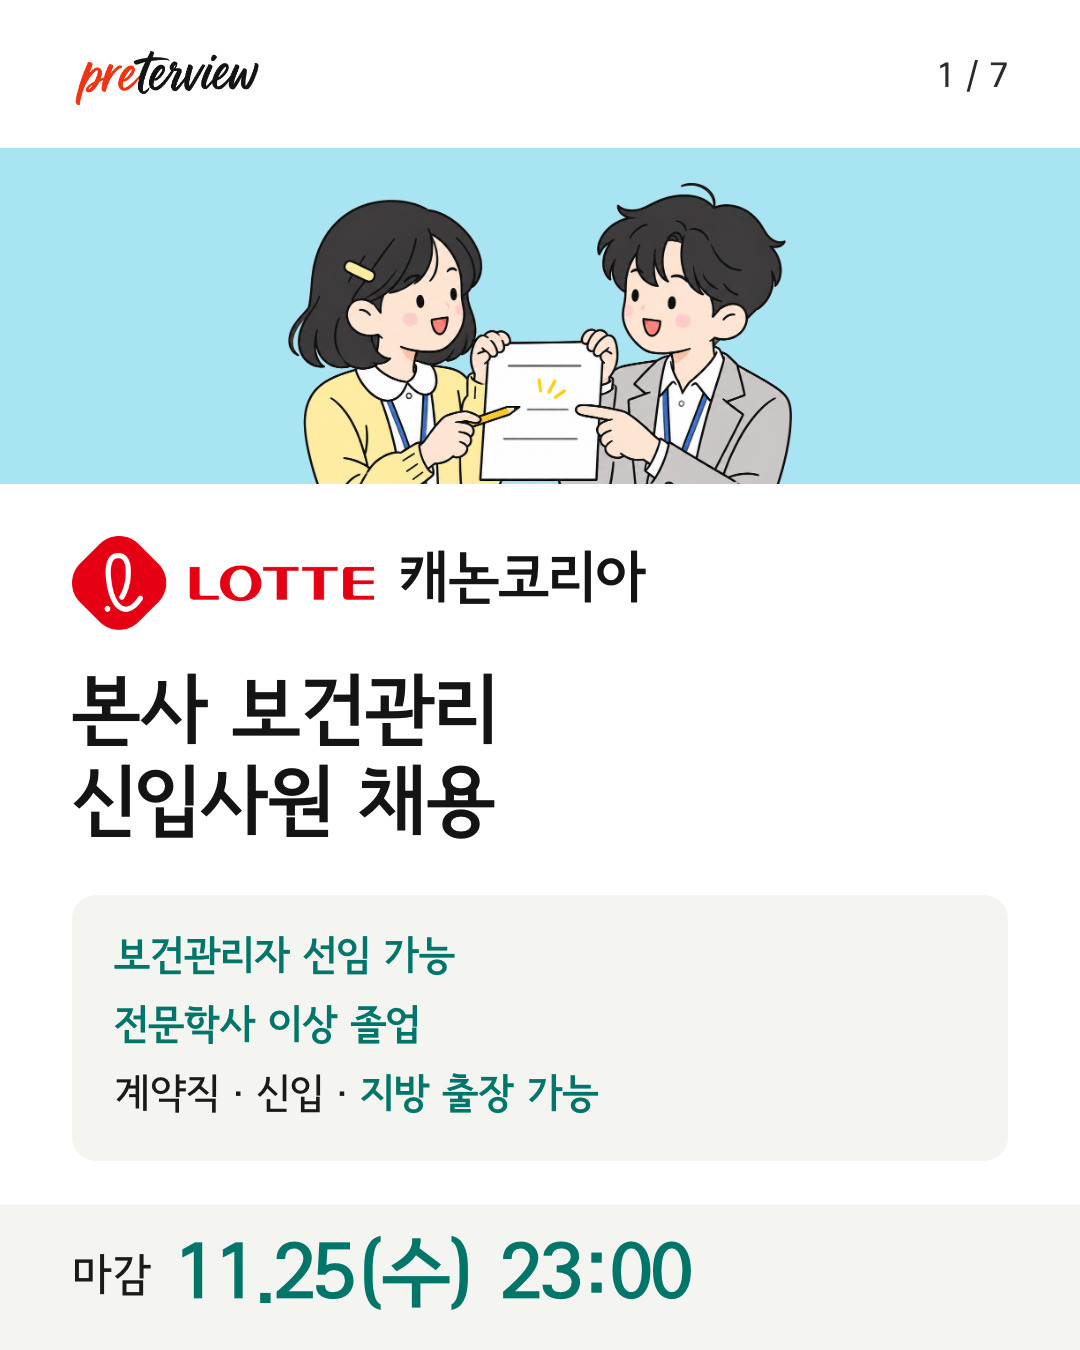 preterview
1 / 7
LOTTE 캐논코리아
본사 보건관리
신입사원 채용
보건관리자 선임 가능
전문학사 이상 졸업
계약직 · 신입 · 지방 출장 가능
마감 11.25(수) 23:00